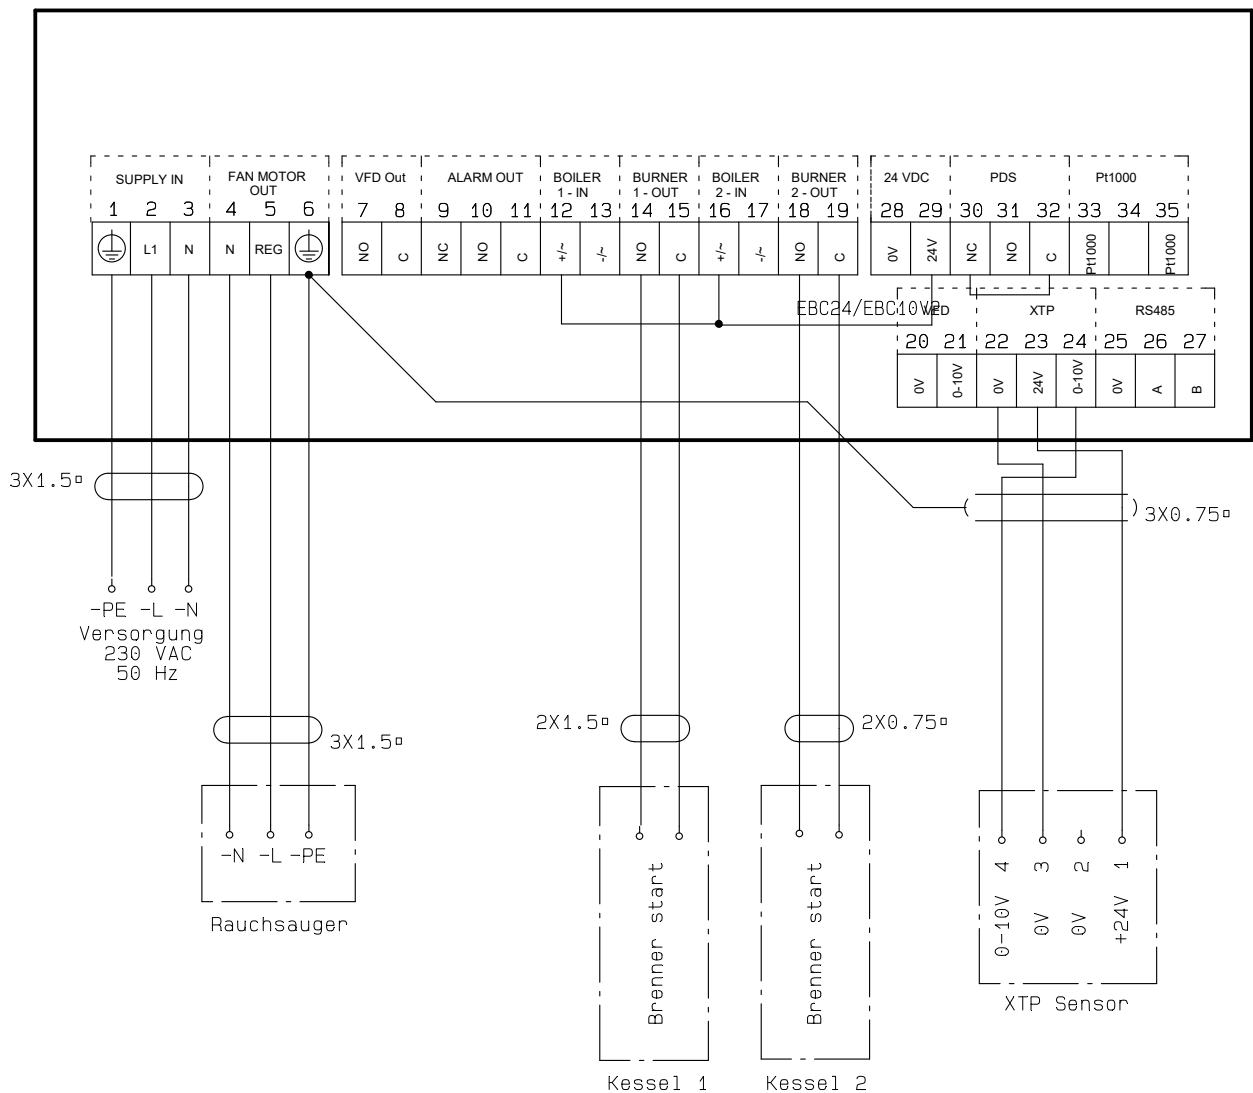 SUPPLY IN
FAN MOTOR
OUT
VFD Out
ALARM OUT
BOILER
1 - IN
BURNER
1 - OUT
BOILER
2 - IN
BURNER
2 - OUT
24 VDC
PDS
Pt1000
1 2 3 4 5 6 7 8 9 10 11 12 13 14 15 16 17 18 19 28 29 30 31 32 33 34 35
L1 N N REG NO C NC NO C +/~ -/~ NO C +/~ -/~ NO C 0V 24V NC NO C Pt1000 Pt1000
EBC24/EBC10V2
VFD
XTP
RS485
20 21 22 23 24 25 26 27
0V 0-10V 0V 24V 0-10V 0V A B
3X1.5▫
3X0.75▫
-PE -L -N
Versorgung
230 VAC
50 Hz
3X1.5▫
2X1.5▫
2X0.75▫
-N -L -PE
Rauchsauger
Brenner start
Kessel 1
Brenner start
Kessel 2
4 3 2 1
0-10V 0V 0V +24V
XTP Sensor